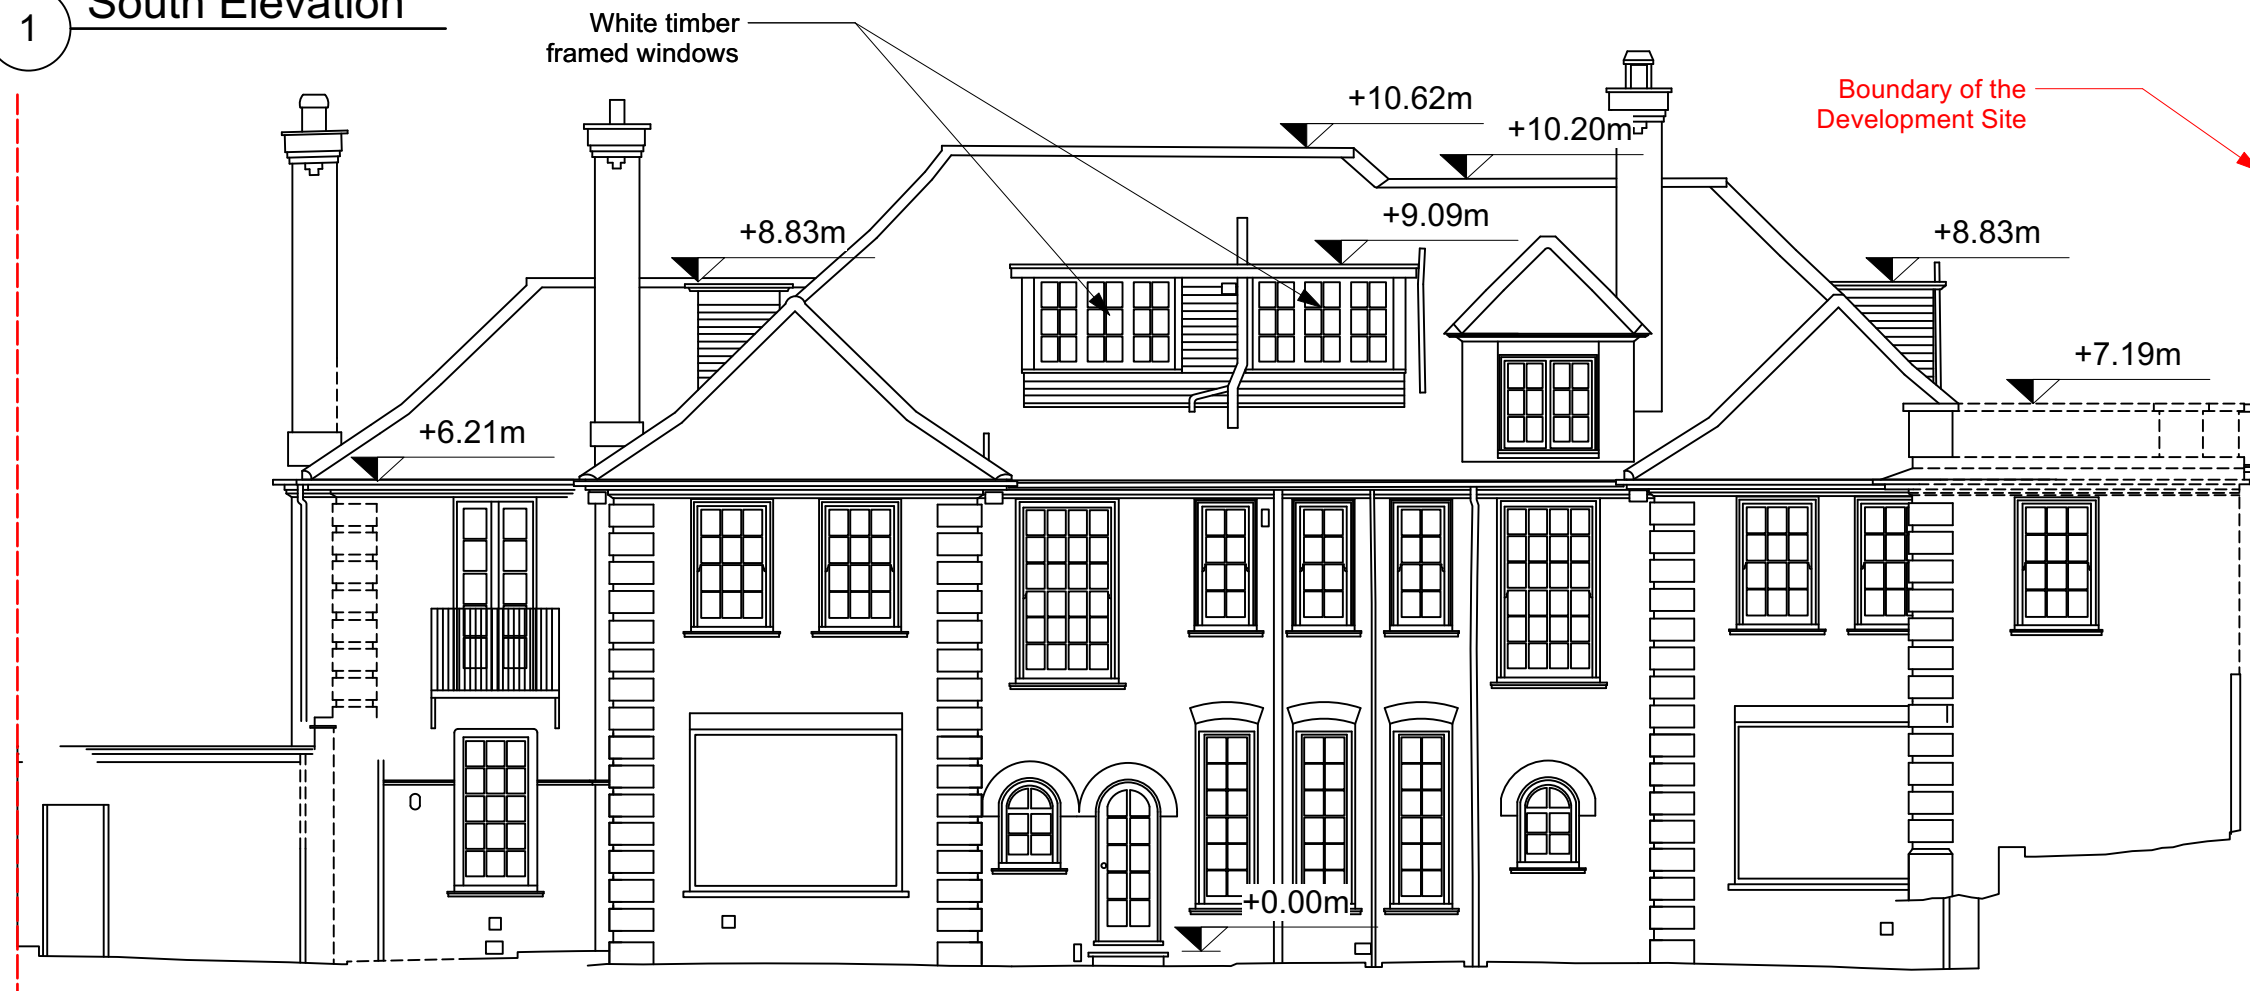 1
South Elevation
White timber
framed windows
+10.62m
+10.20m
Boundary of the
Development Site
+9.09m
+8.83m
+8.83m
+7.19m
+6.21m
+0.00m